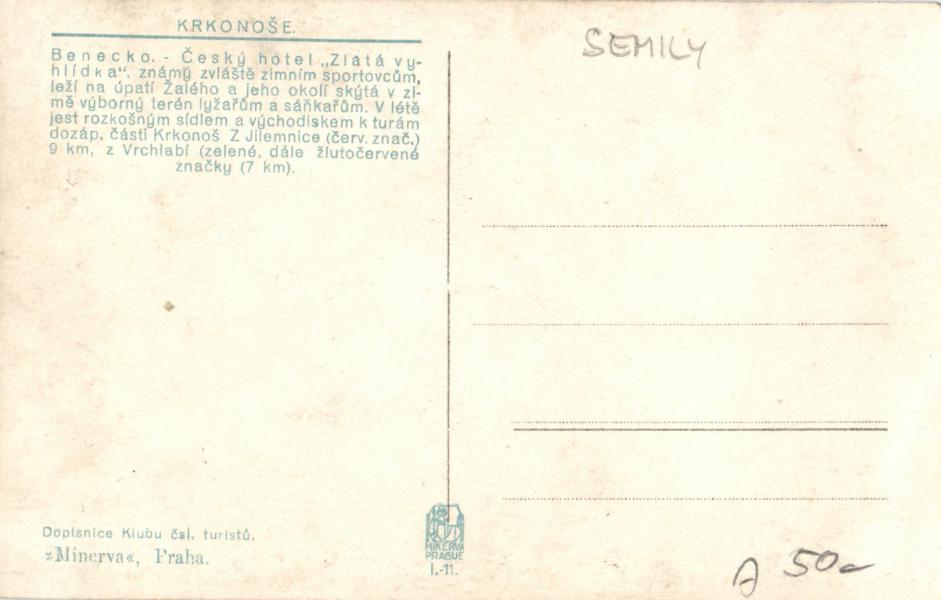 KRKONOŠE.
Benecko. - Český hotel „Zlatá vy-
hlídka“, známý zvláště zimním sportovcům,
leží na úpatí Žalého a jeho okolí skýtá v zi-
mě výborný terén lyžařům a sáňkařům. V létě
jest rozkošným sídlem a východiskem k turám
dozáp. části Krkonoš Z Jilemnice (červ. znač.)
9 km, z Vrchlabí (zelené, dále žlutočervené
značky (7 km).
SEMILY
Dopisnice Klubu čsl. turistů.
»Minerva«, Praha.
MINERVA
PRAGUE
I.-11.
A 50.-